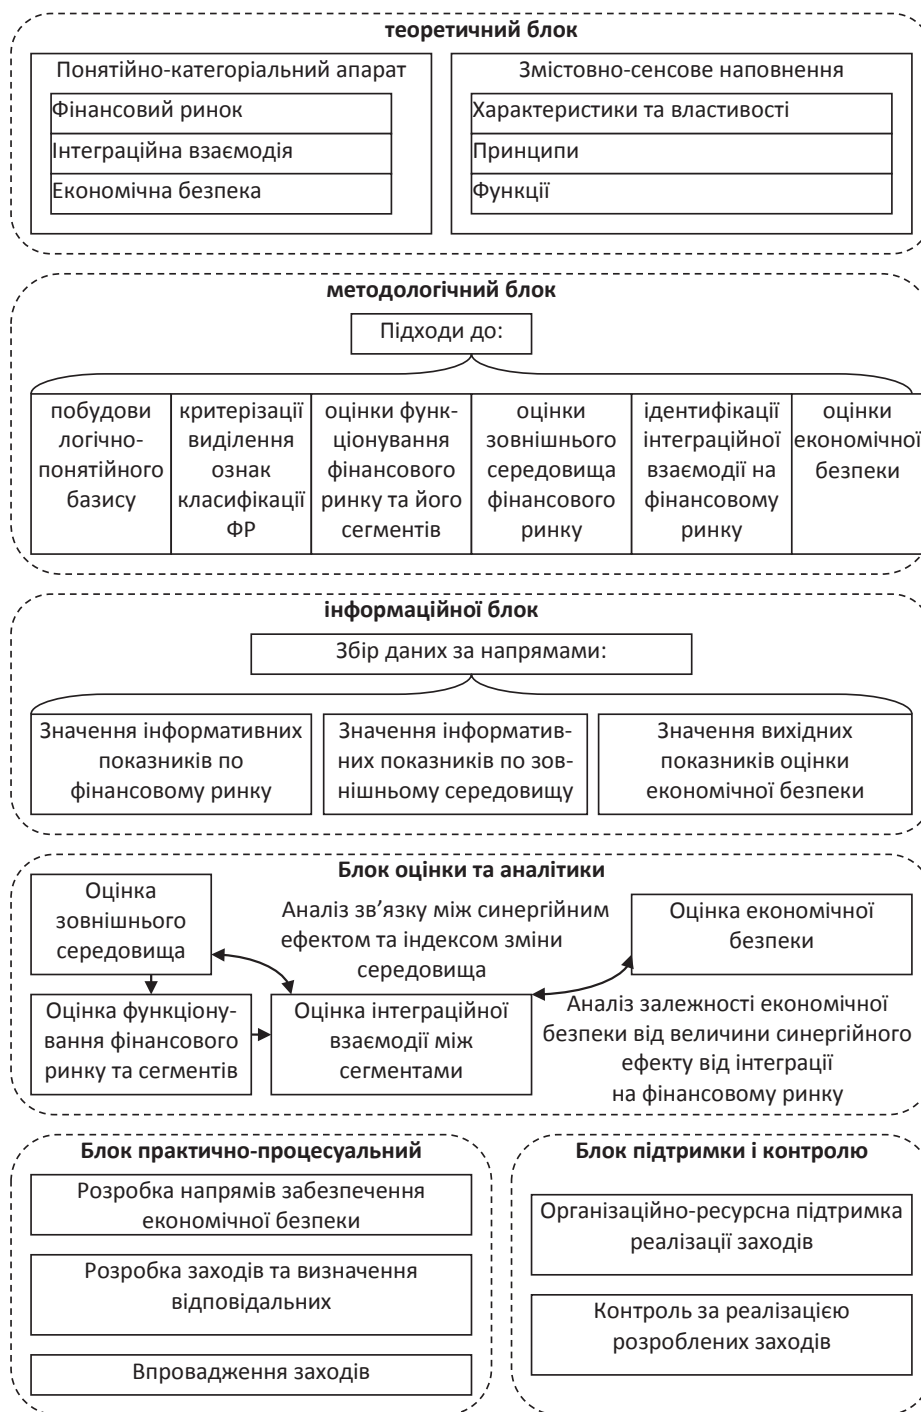 теоретичний блок
Понятійно-категоріальний апарат
Фінансовий ринок
Інтеграційна взаємодія
Економічна безпека
Змістовно-сенсове наповнення
Характеристики та властивості
Принципи
Функції
методологічний блок
Підходи до:
побудови
логічно-
понятійного
базису
критерізації
виділення
ознак
класифікації
ФР
оцінки функ-
ціонування
фінансового
ринку та його
сегментів
оцінки
зовнішнього
середовища
фінансового
ринку
ідентифікації
інтеграційної
взаємодії на
фінансовому
ринку
оцінки
економічної
безпеки
інформаційної блок
Збір даних за напрямами:
Значення інформативних
показників по
фінансовому ринку
Значення інформатив-
них показників по зов-
нішньому середовищу
Значення вихідних
показників оцінки
економічної безпеки
Блок оцінки та аналітики
Оцінка
зовнішнього
середовища
Аналіз зв’язку між синергійним
ефектом та індексом зміни
середовища
Оцінка економічної
безпеки
Оцінка функціону-
вання фінансового
ринку та сегментів
Оцінка інтеграційної
взаємодії між
сегментами
Аналіз залежності економічної
безпеки від величини синергійного
ефекту від інтеграції
на фінансовому ринку
Блок практично-процесуальний
Розробка напрямів забезпечення
економічної безпеки
Розробка заходів та визначення
відповідальних
Впровадження заходів
Блок підтримки і контролю
Організаційно-ресурсна підтримка
реалізації заходів
Контроль за реалізацією
розроблених заходів